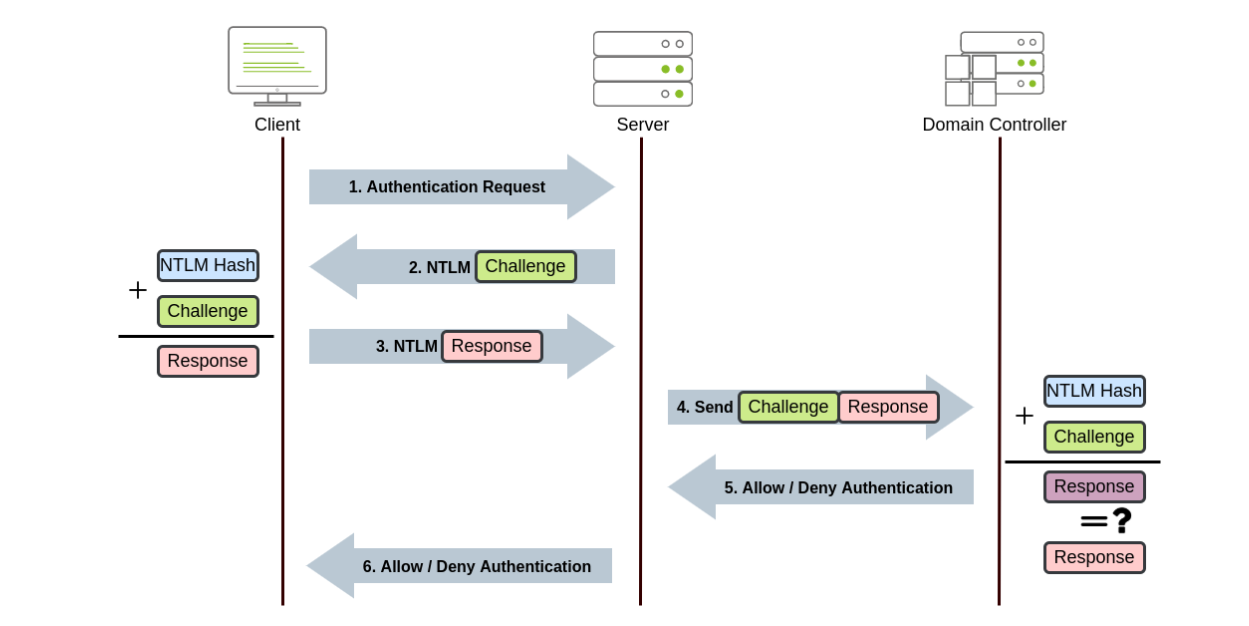 Client
Server
Domain Controller
1. Authentication Request
2. NTLM Challenge
NTLM Hash
+
Challenge
Response
3. NTLM Response
4. Send Challenge Response
NTLM Hash
+
Challenge
Response
=?
Response
5. Allow / Deny Authentication
6. Allow / Deny Authentication